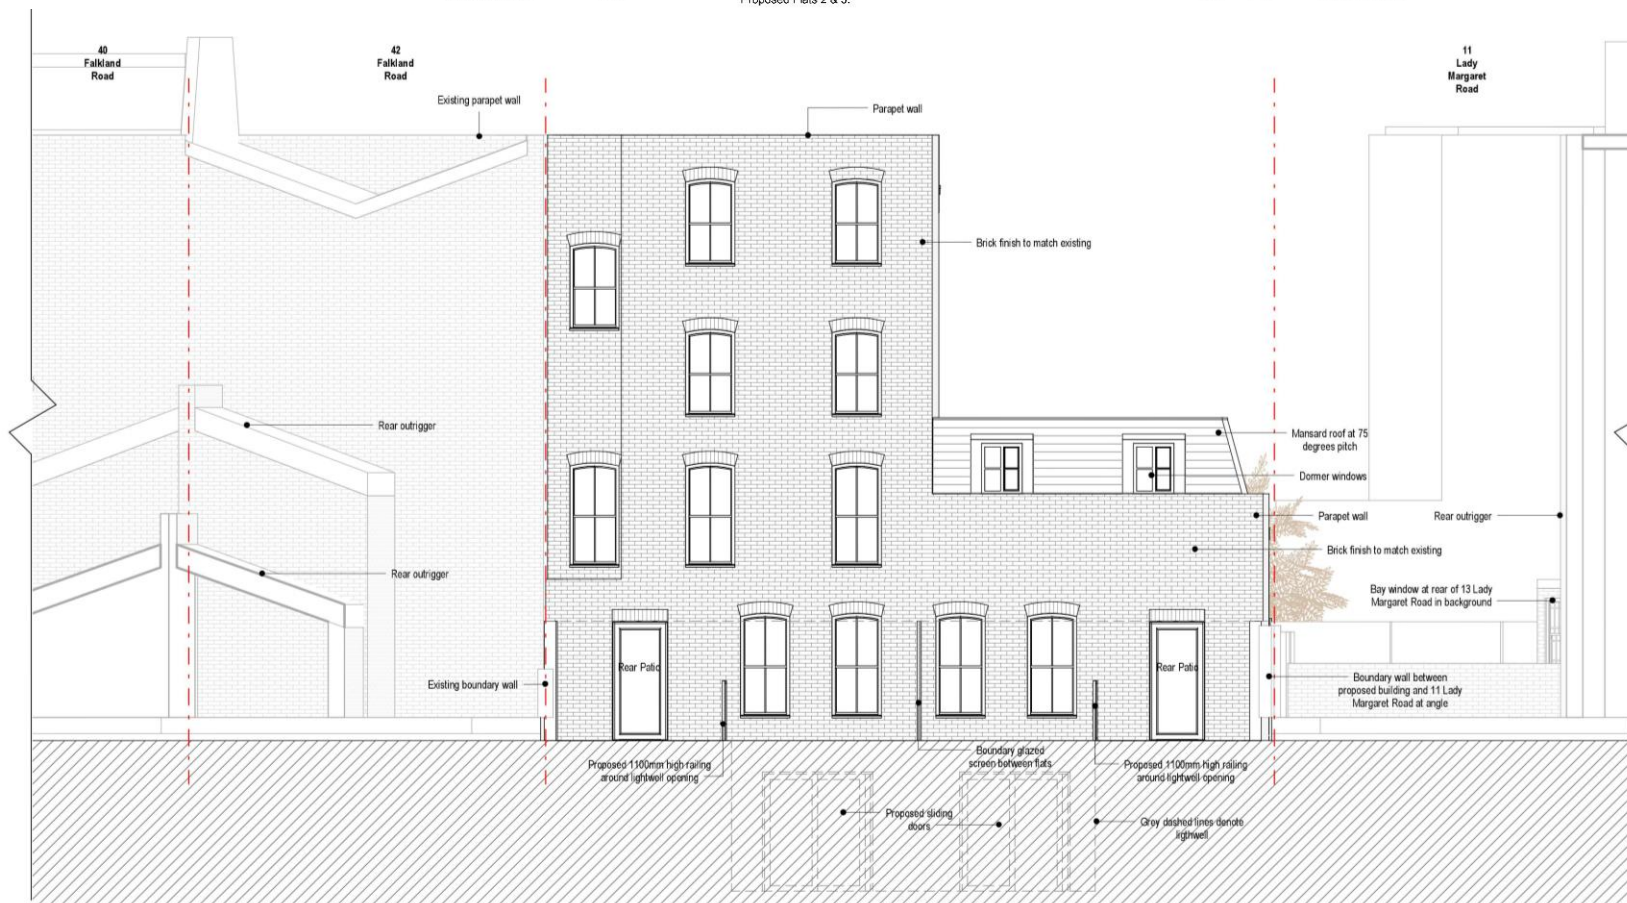 Proposed Flats 2 & 3.
40
Falkland
Road
42
Falkland
Road
11
Lady
Margaret
Road
Existing parapet wall
Parapet wall
Brick finish to match existing
Rear outrigger
Mansard roof at 75
degrees pitch
Dormer windows
Parapet wall
Rear outrigger
Brick finish to match existing
Rear outrigger
Bay window at rear of 13 Lady
Margaret Road in background
Rear Patio
Rear Patio
Existing boundary wall
Boundary wall between
proposed building and 11 Lady
Margaret Road at angle
Proposed 1100mm high railing
around lightwell opening
Boundary glazed
screen between flats
Proposed 1100mm high railing
around lightwell opening
Proposed sliding
doors
Grey dashed lines denote
ligthwell